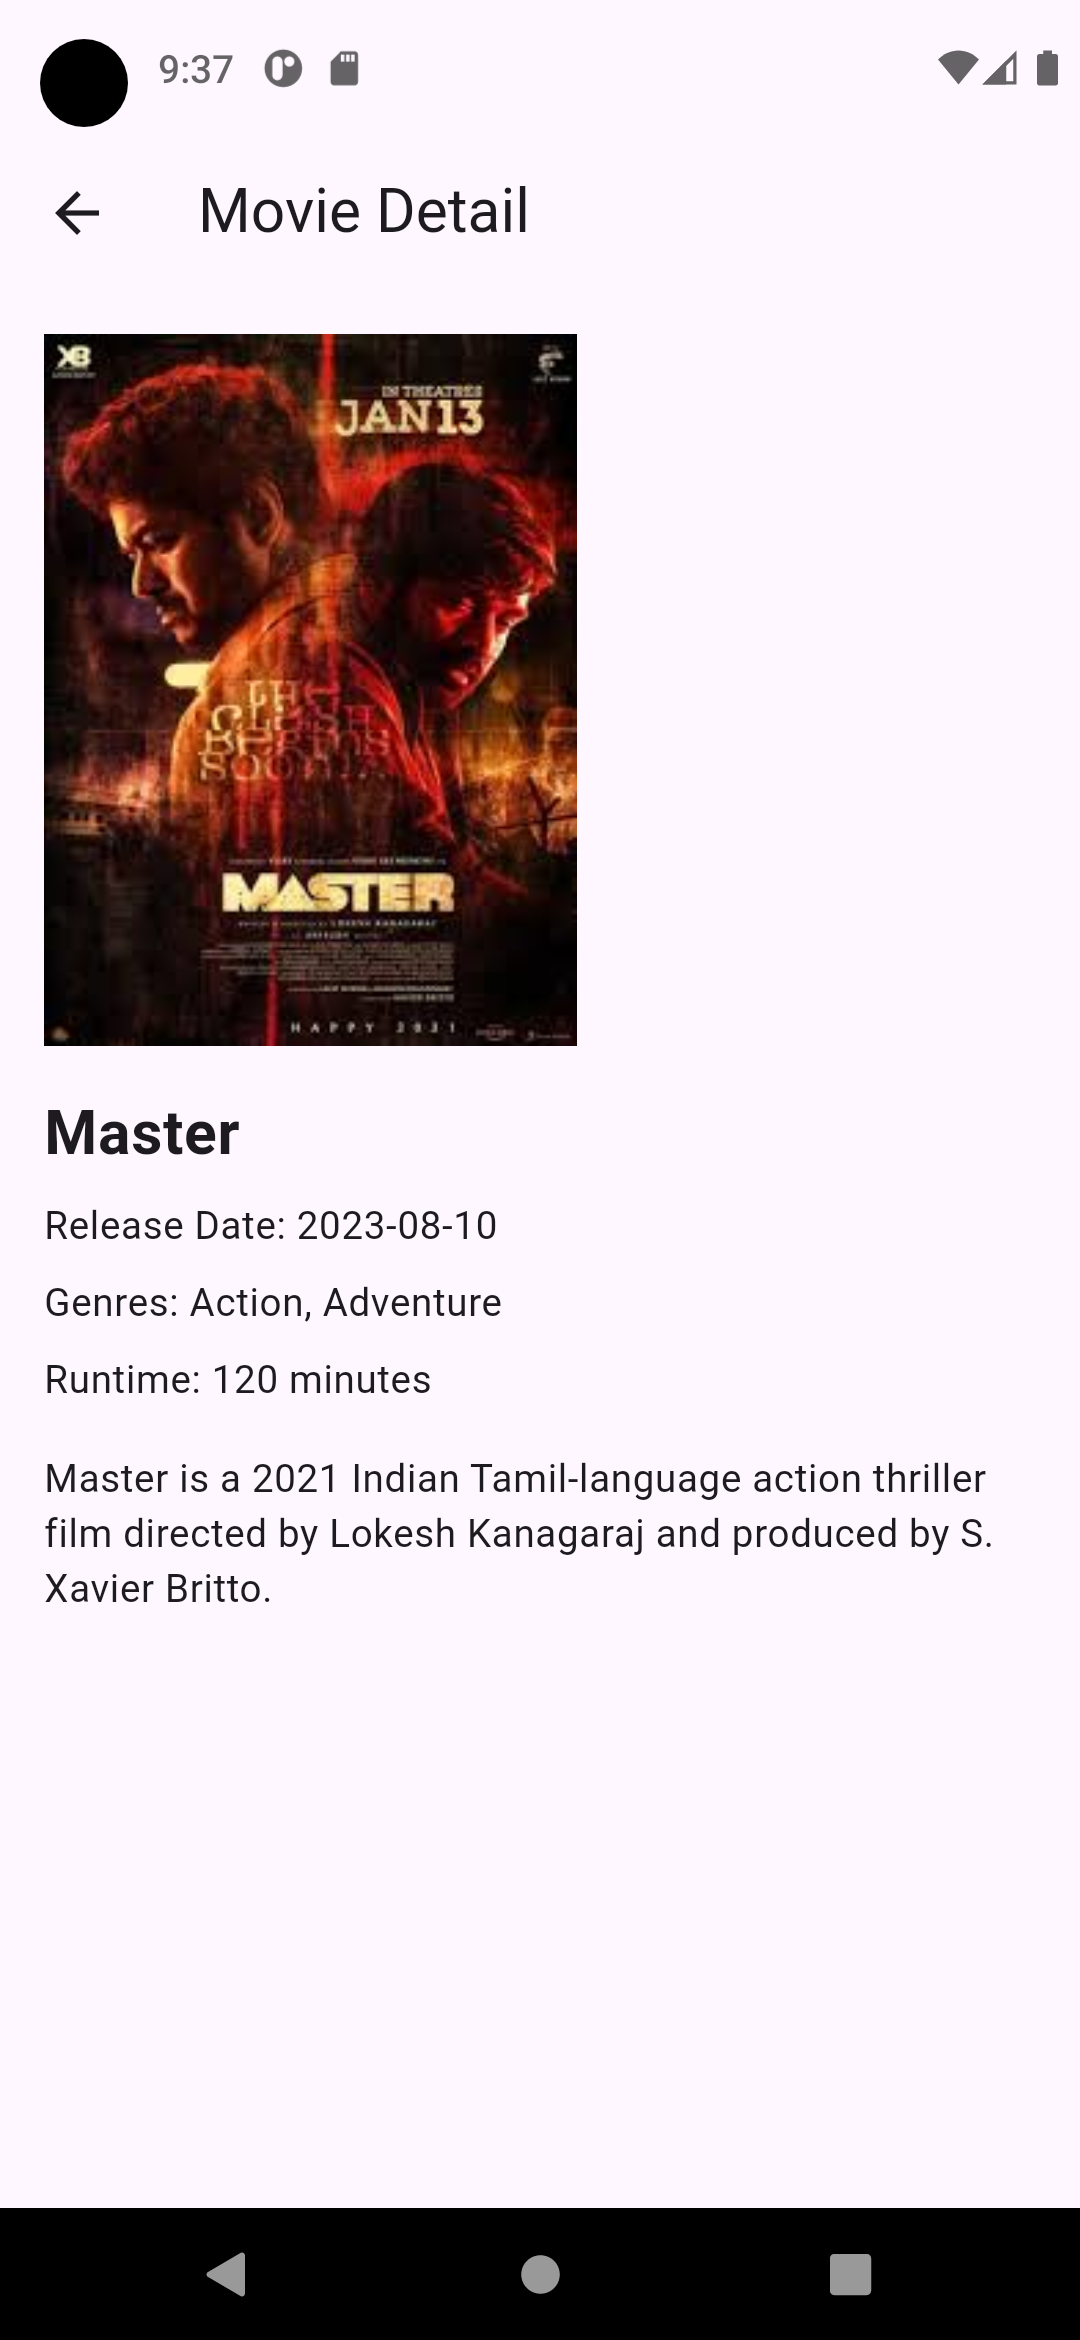 9:37
Movie Detail
XB
IN THEATRES
JAN 13
THE
CLASH
BEGINS
SOON...
MASTER
HAPPY 2021
Master
Release Date: 2023-08-10
Genres: Action, Adventure
Runtime: 120 minutes
Master is a 2021 Indian Tamil-language action thriller
film directed by Lokesh Kanagaraj and produced by S.
Xavier Britto.